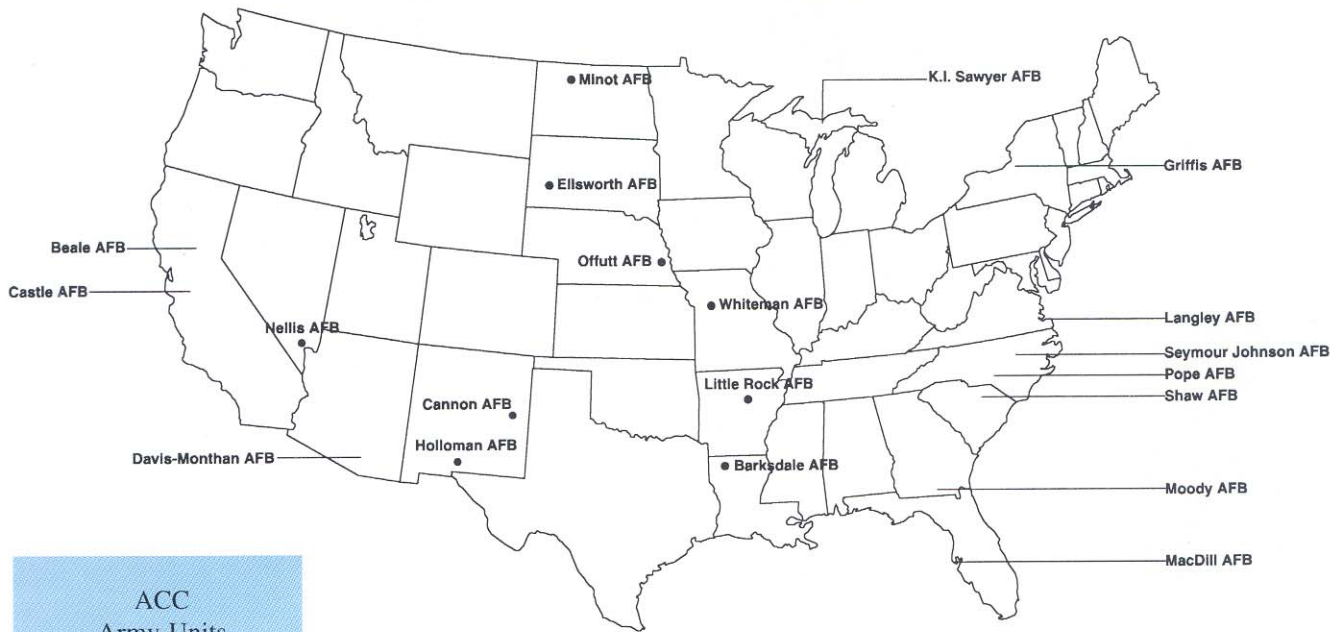 Minot AFB
K.I. Sawyer AFB
Griffis AFB
Ellsworth AFB
Beale AFB
Offutt AFB
Castle AFB
Whiteman AFB
Langley AFB
Nellis AFB
Seymour Johnson AFB
Pope AFB
Little Rock AFB
Shaw AFB
Cannon AFB
Holloman AFB
Davis-Monthan AFB
Barksdale AFB
Moody AFB
MacDill AFB
ACC
Army Units